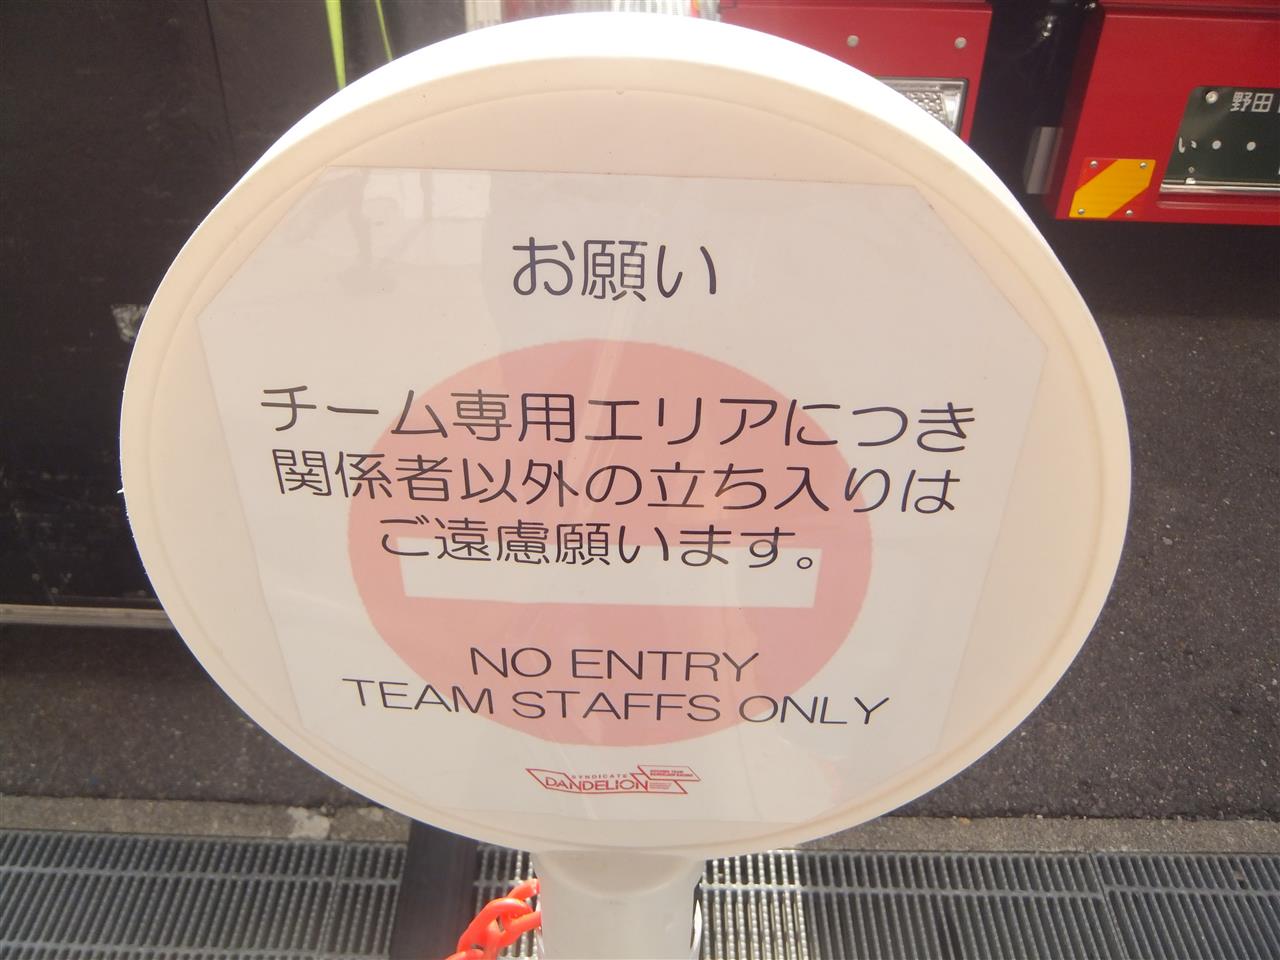 お願い
チーム専用エリアにつき
関係者以外の立ち入りは
ご遠慮願います。
NO ENTRY
TEAM STAFFS ONLY
SYNDICATE
DANDELION
野田